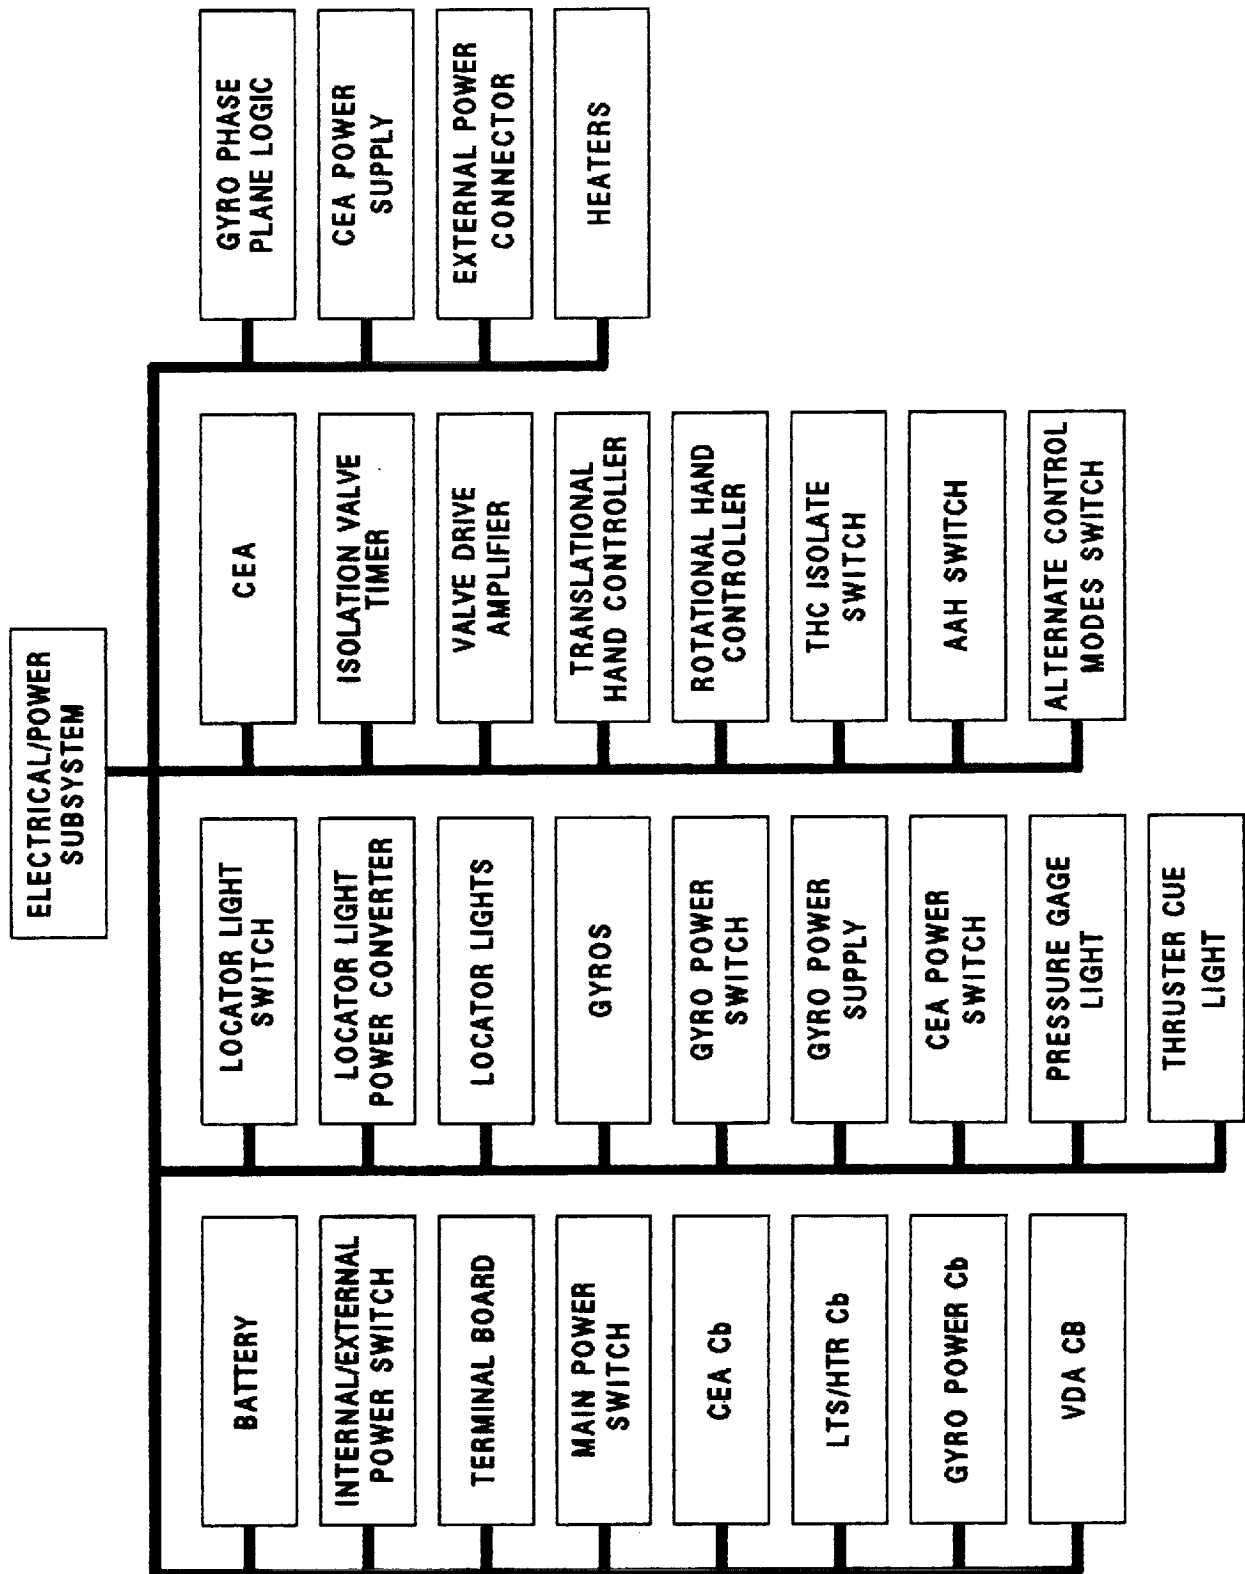 ELECTRICAL/POWER
SUBSYSTEM
BATTERY
INTERNAL/EXTERNAL
POWER SWITCH
TERMINAL BOARD
MAIN POWER
SWITCH
CEA Cb
LTS/HTR Cb
GYRO POWER Cb
VDA CB
LOCATOR LIGHT
SWITCH
LOCATOR LIGHT
POWER CONVERTER
LOCATOR LIGHTS
GYROS
GYRO POWER
SWITCH
GYRO POWER
SUPPLY
CEA POWER
SWITCH
PRESSURE GAGE
LIGHT
THRUSTER CUE
LIGHT
CEA
ISOLATION VALVE
TIMER
VALVE DRIVE
AMPLIFIER
TRANSLATIONAL
HAND CONTROLLER
ROTATIONAL HAND
CONTROLLER
THC ISOLATE
SWITCH
AAH SWITCH
ALTERNATE CONTROL
MODES SWITCH
GYRO PHASE
PLANE LOGIC
CEA POWER
SUPPLY
EXTERNAL POWER
CONNECTOR
HEATERS